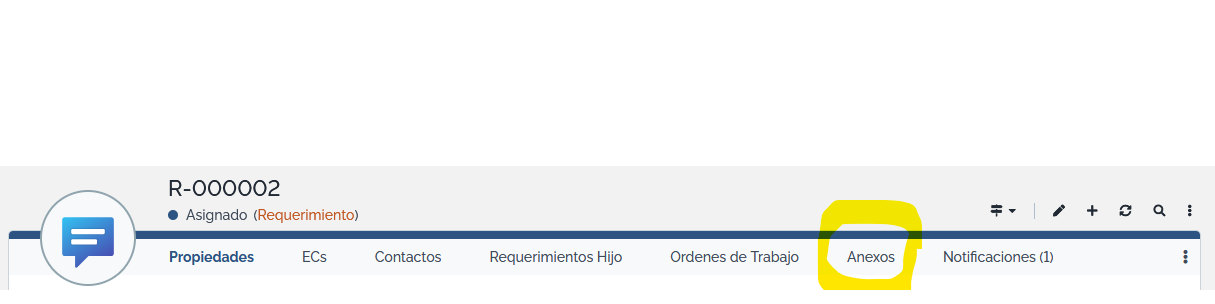 R-000002
Asignado (Requerimiento)
Propiedades ECs Contactos Requerimientos Hijo Ordenes de Trabajo Anexos Notificaciones (1)